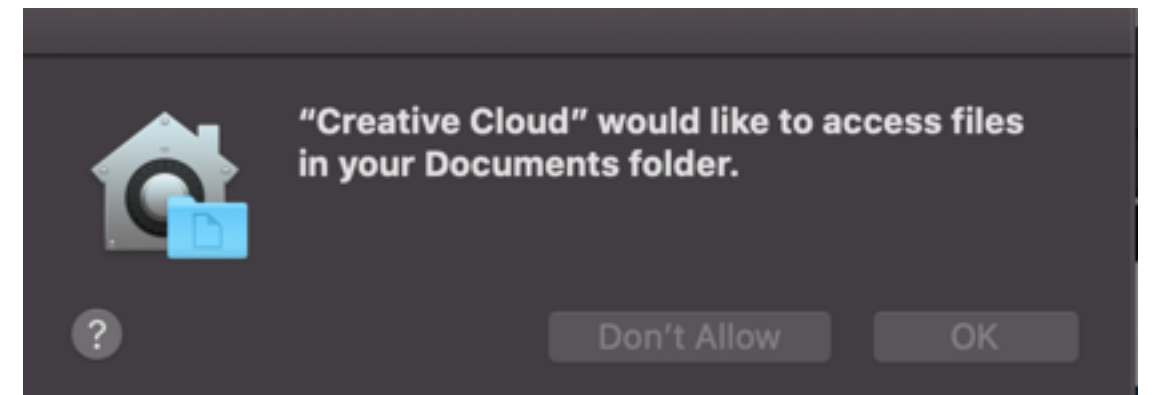 “Creative Cloud” would like to access files
in your Documents folder.
?
Don’t Allow
OK